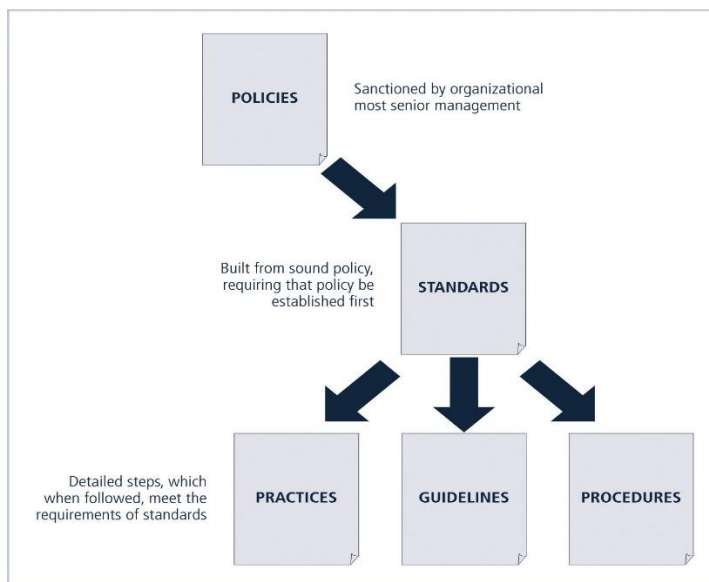 POLICIES
Sanctioned by organizational
most senior management
Built from sound policy,
requiring that policy be
established first
STANDARDS
Detailed steps, which
when followed, meet the
requirements of standards
PRACTICES
GUIDELINES
PROCEDURES